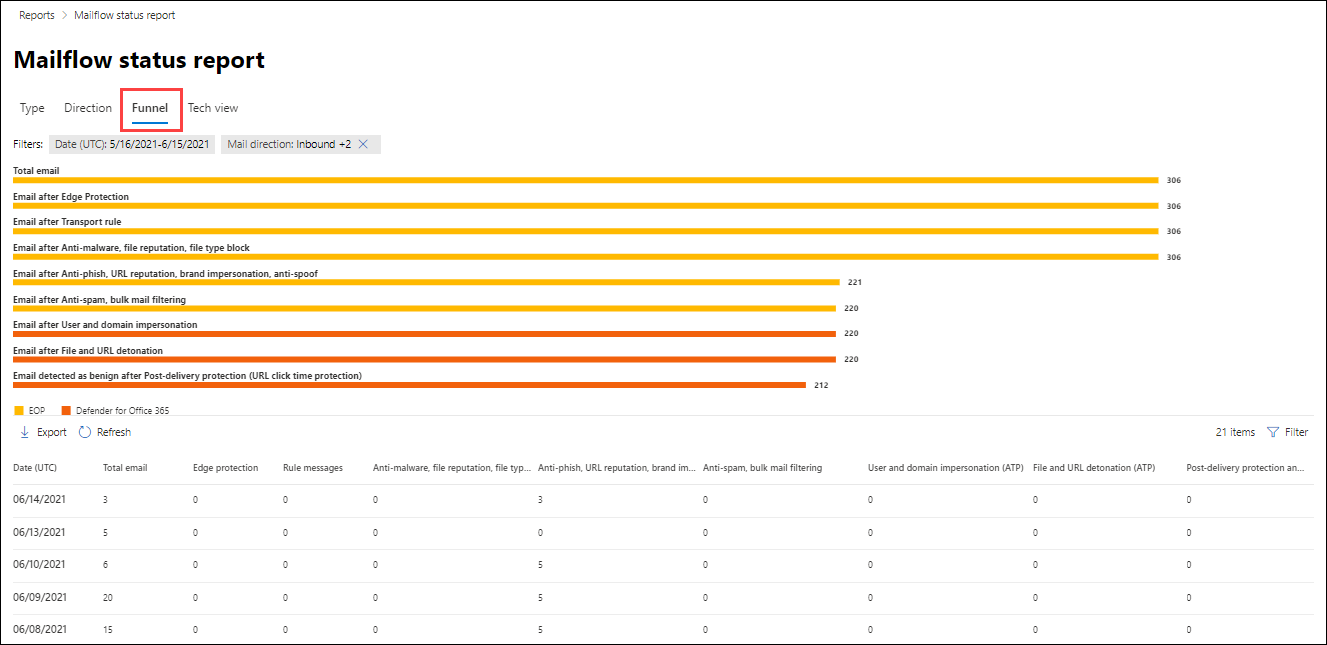 Reports > Mailflow status report
Mailflow status report
Type Direction Funnel Tech view
Filters: Date (UTC): 5/16/2021-6/15/2021 Mail direction: Inbound +2
Total email
306
Email after Edge Protection
306
Email after Transport rule
306
Email after Anti-malware, file reputation, file type block
306
Email after Anti-phish, URL reputation, brand impersonation, anti-spoof
221
Email after Anti-spam, bulk mail filtering
220
Email after User and domain impersonation
220
Email after File and URL detonation
220
Email detected as benign after Post-delivery protection (URL click time protection)
212
EOP Defender for Office 365
Export Refresh 21 items Filter
Date (UTC) Total email Edge protection Rule messages Anti-malware, file reputation, file typ... Anti-phish, URL reputation, brand im... Anti-spam, bulk mail filtering User and domain impersonation (ATP) File and URL detonation (ATP) Post-delivery protection an...
06/14/2021 3 0 0 0 3 0 0 0 0
06/13/2021 5 0 0 0 0 0 0 0 0
06/10/2021 6 0 0 0 5 0 0 0 0
06/09/2021 20 0 0 0 5 0 0 0 0
06/08/2021 15 0 0 0 5 0 0 0 0